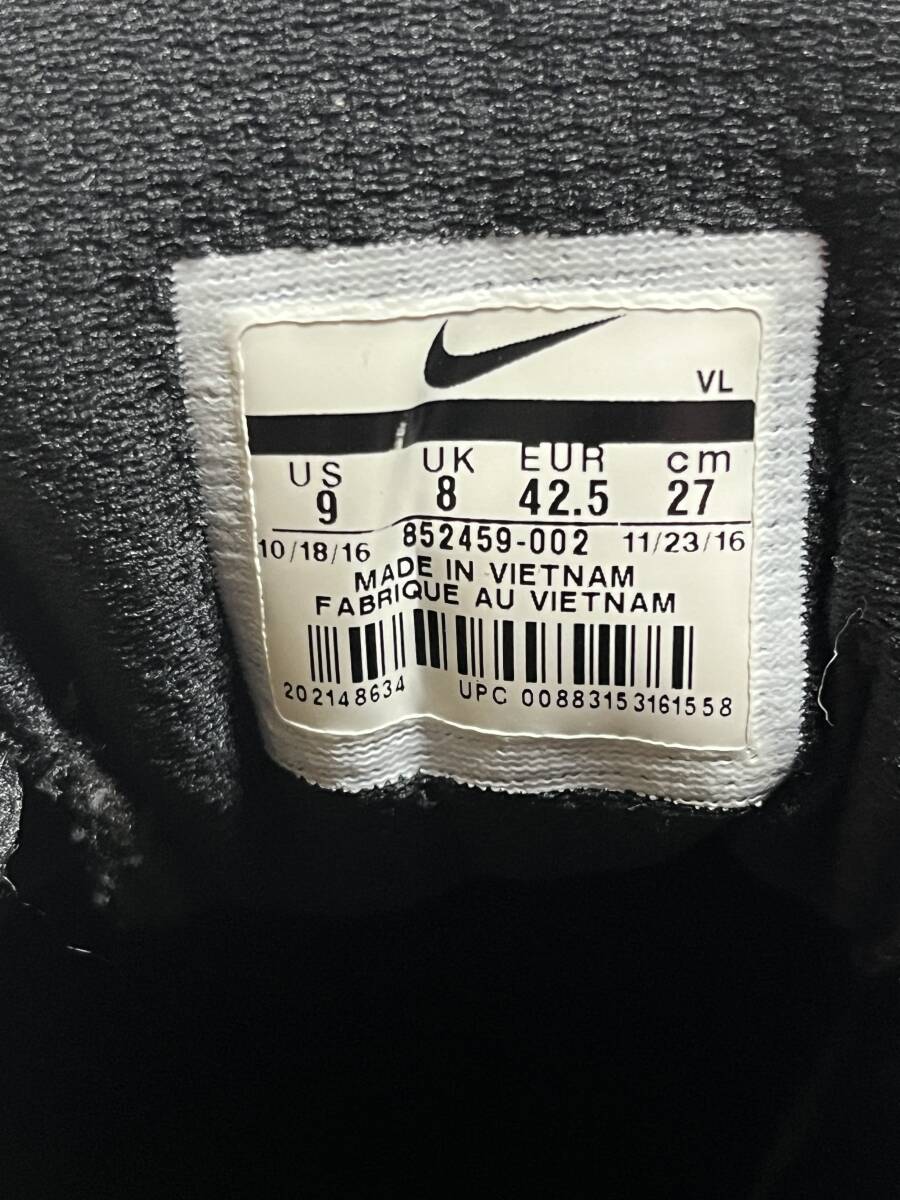 VL
US UK EUR cm
9 8 42.5 27
10/18/16 852459-002 11/23/16
MADE IN VIETNAM
FABRIQUE AU VIETNAM
202148634 UPC 00883153161558